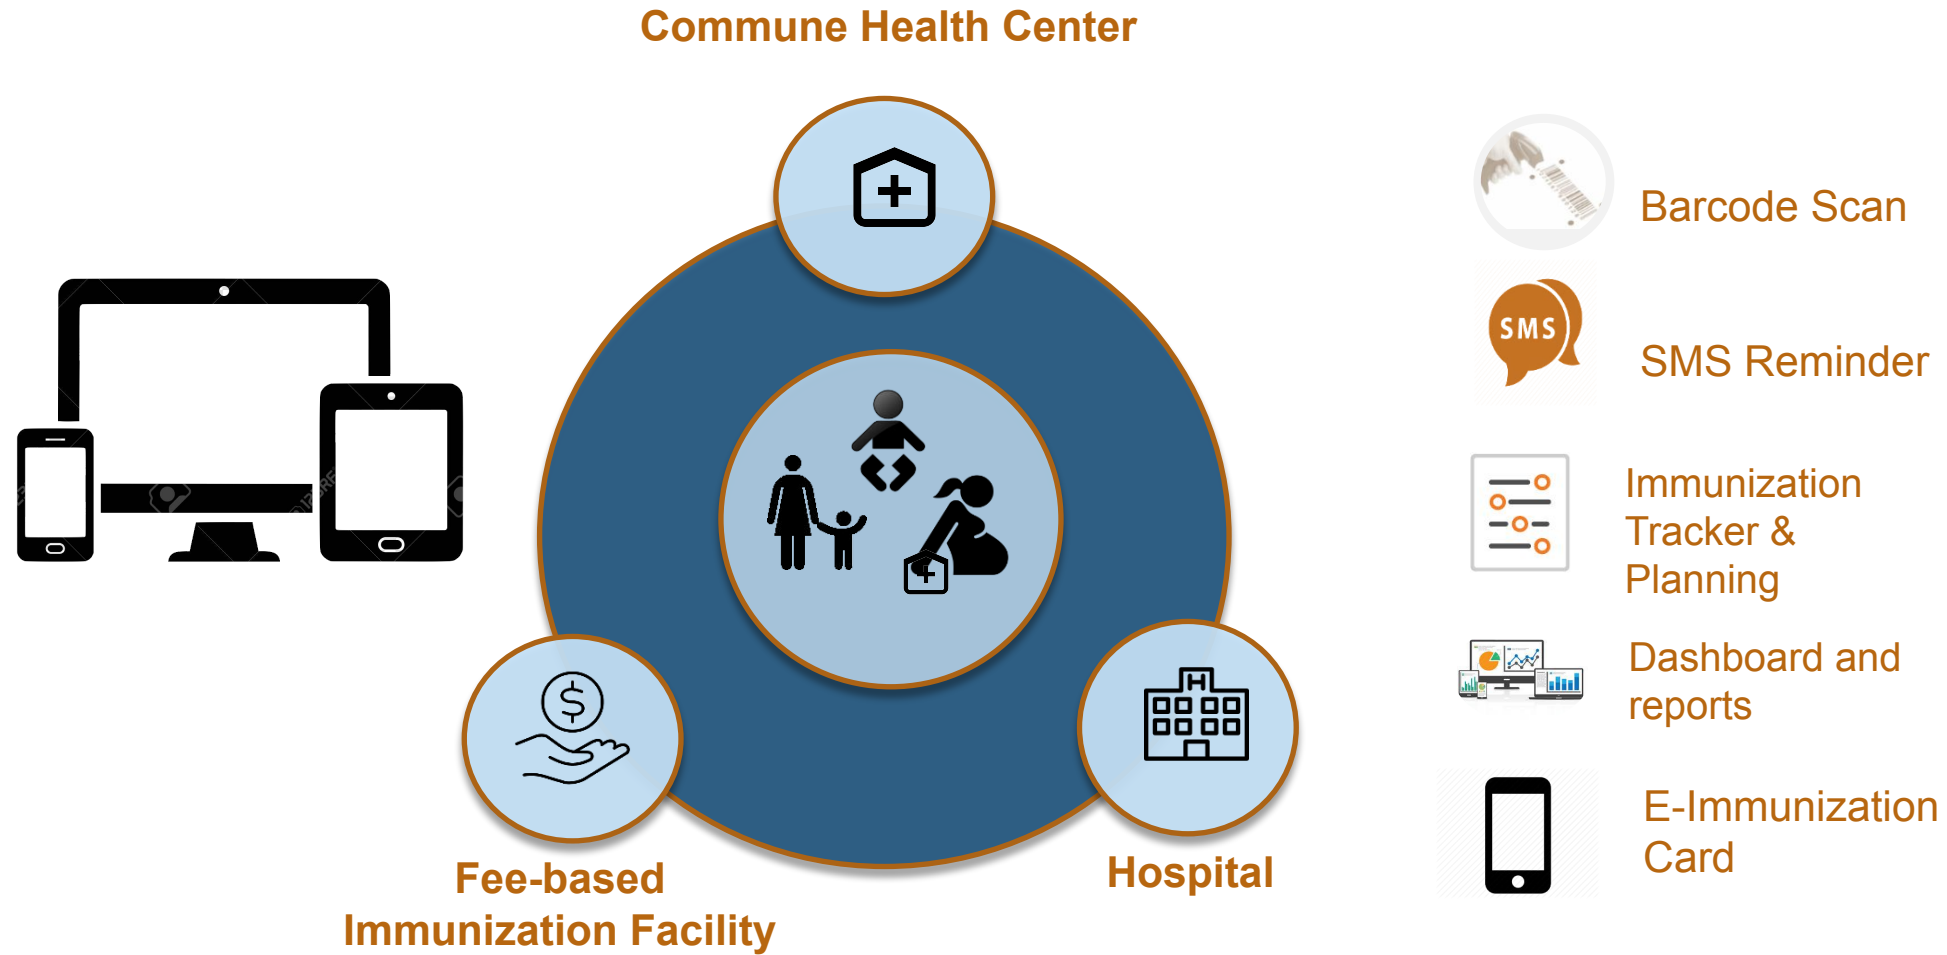 Commune Health Center
Barcode Scan
SMS
SMS Reminder
Immunization
Tracker &
Planning
Dashboard and
reports
E-Immunization
Card
$
H
Hospital
Fee-based
Immunization Facility